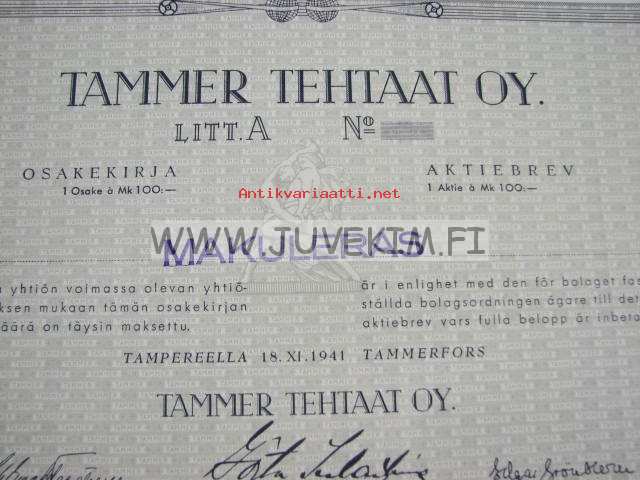 TAMMER TEHTAAT OY.
LITT. A Nº
OSAKEKIRJA
1 Osake à Mk 100:—
AKTIEBREV
1 Aktie à Mk 100:—
Antikvariaatti.net
WWW.JUVEKIM.FI
MAKULERAS
yhtiön voimassa olevan yhtiö-
ksen mukaan tämän osakekirjan
äärä on täysin maksettu.
är i enlighet med den för bolaget fas
ställda bolagsordningen ägare till det
aktiebrev vars fulla belopp är inbeta
TAMPEREELLA 18.XI.1941 TAMMERFORS
TAMMER TEHTAAT OY.